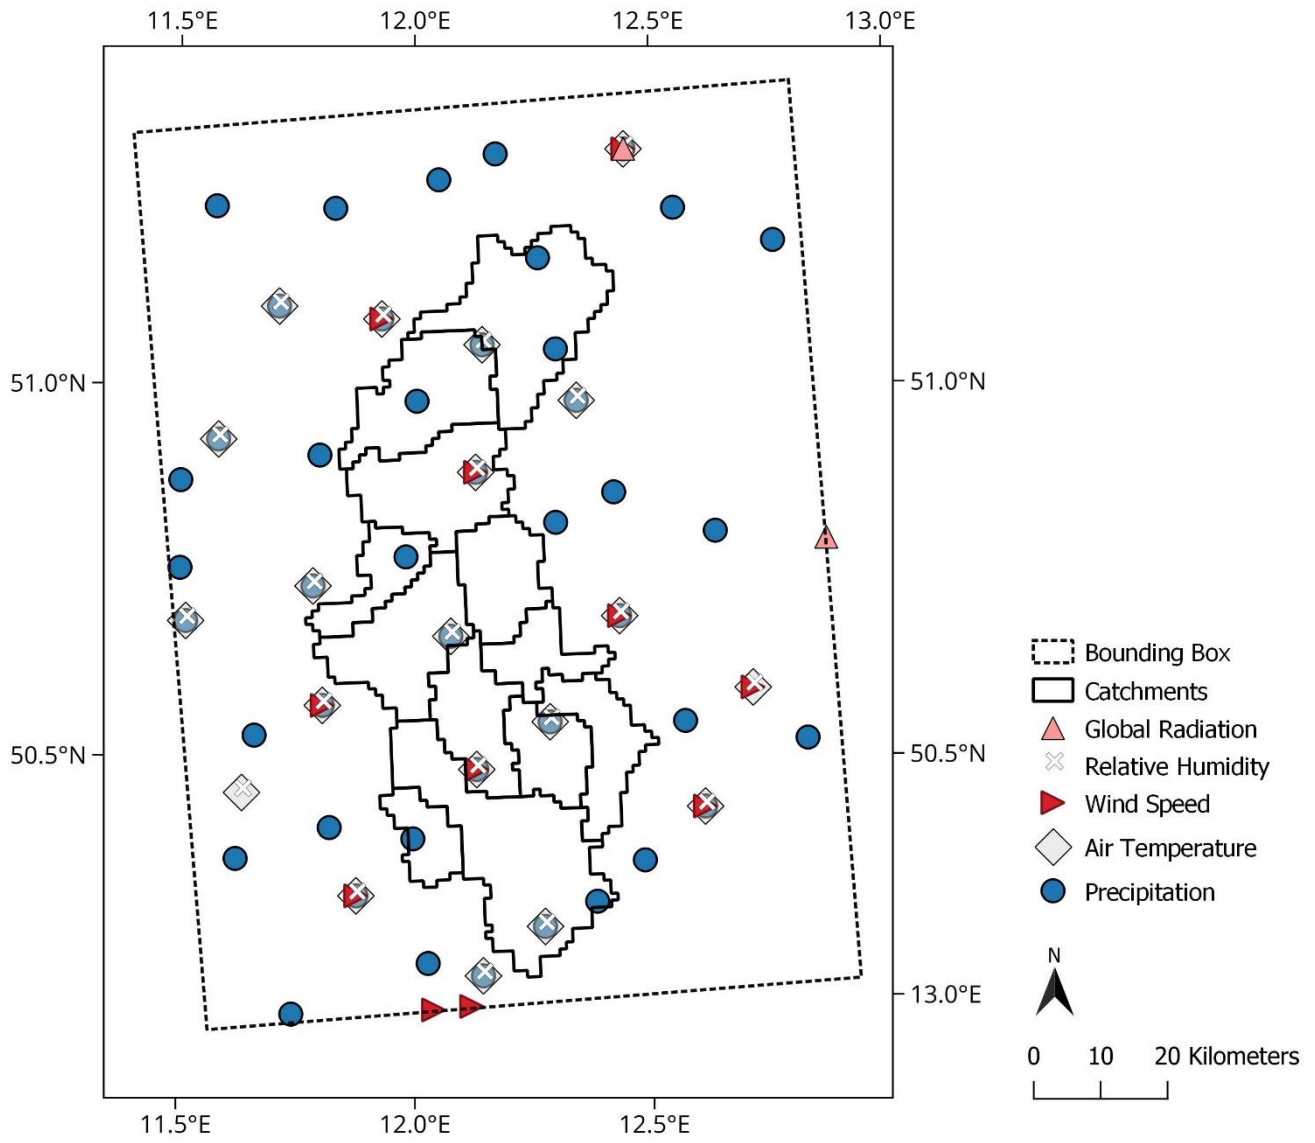 11.5°E 12.0°E 12.5°E 13.0°E
51.0°N 51.0°N
Bounding Box
Catchments
Global Radiation
50.5°N 50.5°N
Relative Humidity
Wind Speed
Air Temperature
Precipitation
N
13.0°E
0 10 20 Kilometers
11.5°E 12.0°E 12.5°E